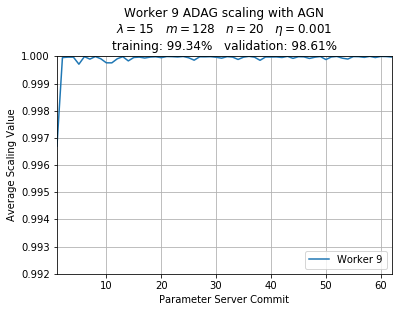 Worker 9 ADAG scaling with AGN
λ = 15 m = 128 n = 20 η = 0.001
training: 99.34% validation: 98.61%
1.000
0.999
0.998
0.997
0.996
0.995
0.994
0.993
0.992
Average Scaling Value
Worker 9
10 20 30 40 50 60
Parameter Server Commit